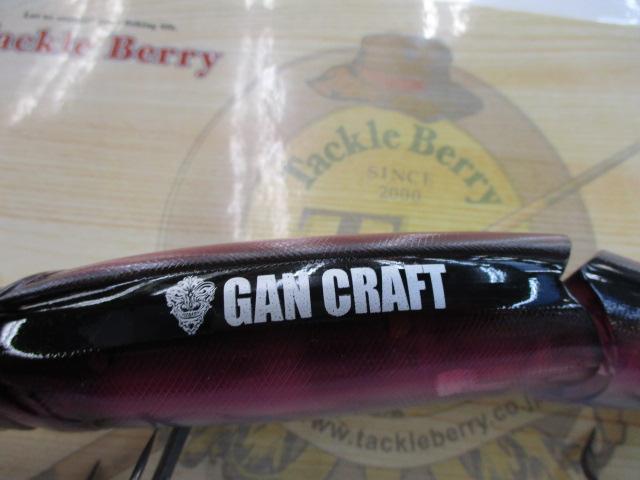 Tackle Berry
Tackle Berry
SINCE
2000
GAN CRAFT
www.tackleberry.co.j